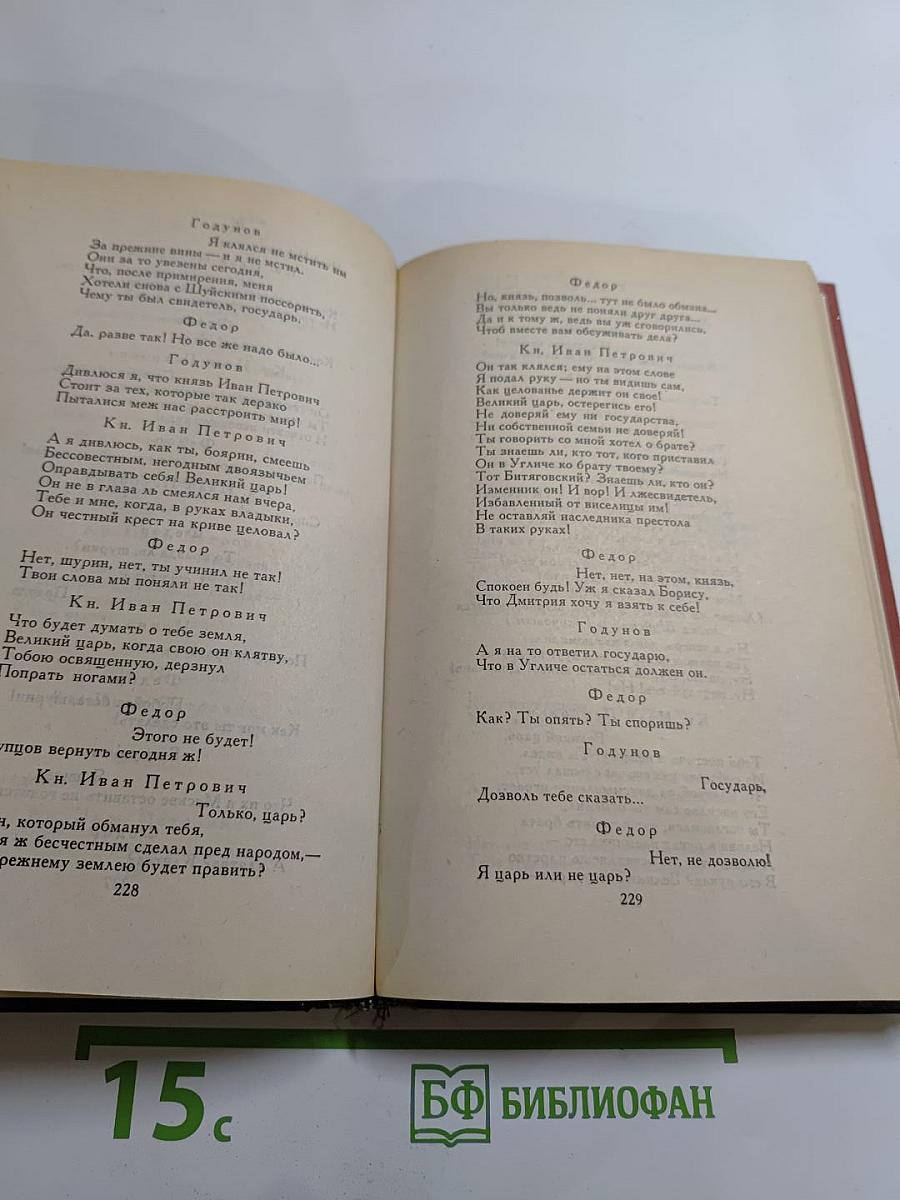 Годунов
Я клялся не мстить им
За прежние вины — и я не мстил.
Они за то увезены сегодня,
Что, после примирения, меня
Хотели снова с Шуйскими поссорить,
Чему ты был свидетель, государь.
Федор
Да, разве так! Но все же надо было...
Годунов
Дивлюся я, что князь Иван Петрович
Стоит за тех, которые так дерзко
Пыталися меж нас расстроить мир!
Кн. Иван Петрович
А я дивлюсь, как ты, боярин, смеешь
Бессовестным, негодным двоязычьем
Оправдывать себя! Великий царь!
Он не в глаза ль смеялся нам вчера,
Тебе и мне, когда, в руках владыки,
Он честный крест на криве целовал?
Федор
Нет, шурин, нет, ты учинил не так!
Твои слова мы поняли не так!
Кн. Иван Петрович
Что будет думать о тебе земля,
Великий царь, когда свою он клятву,
Тобою освященную, дерзнул
Попрать ногами?
Федор
Этого не будет!
упцов вернуть сегодня ж!
Кн. Иван Петрович
Только, царь?
н, который обманул тебя,
я ж бесчестным сделал пред народом,—
режнему землею будет править?
228
Федор
Но, князь, позволь... тут не было обмана...
Вы только ведь не поняли друг друга...
Да и к тому ж, ведь вы уж сговорились,
Чтоб вместе вам обсуживать дела?
Кн. Иван Петрович
Он так клялся; ему на этом слове
Я подал руку — но ты видишь сам,
Как целованье держит он свое!
Великий царь, остерегись его!
Не доверяй ему ни государства,
Ни собственной семьи не доверяй!
Ты говорить со мной хотел о брате?
Ты знаешь ли, кто тот, кого приставил
Он в Угличе ко брату твоему?
Тот Битяговский? Знаешь ли, кто он?
Изменник он! И вор! И лжесвидетель,
Избавленный от виселицы им!
Не оставляй наследника престола
В таких руках!
Федор
Нет, нет, на этом, князь,
Спокоен будь! Уж я сказал Борису,
Что Дмитрия хочу я взять к себе!
Годунов
А я на то ответил государю,
Что в Угличе остаться должен он.
Федор
Как? Ты опять? Ты споришь?
Годунов
Государь,
Дозволь тебе сказать...
Федор
Нет, не дозволю!
Я царь или не царь?
229
15 с
БФ БИБЛИОФАН